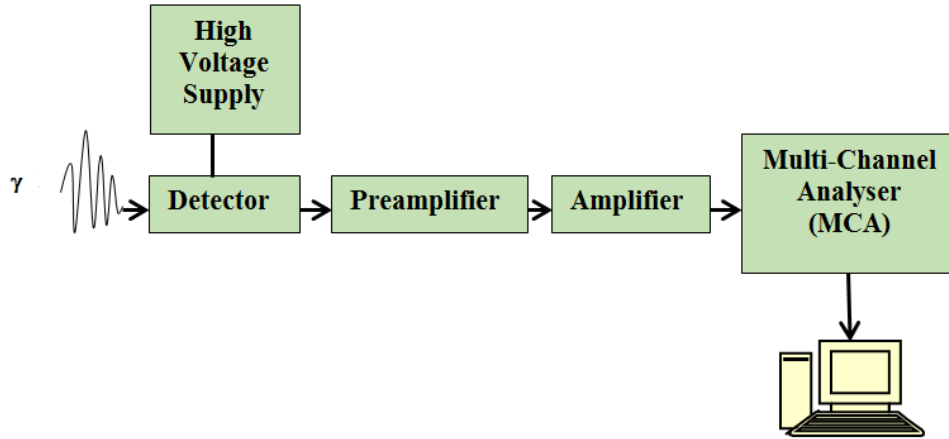 High
Voltage
Supply
γ
Detector
Preamplifier
Amplifier
Multi-Channel
Analyser
(MCA)